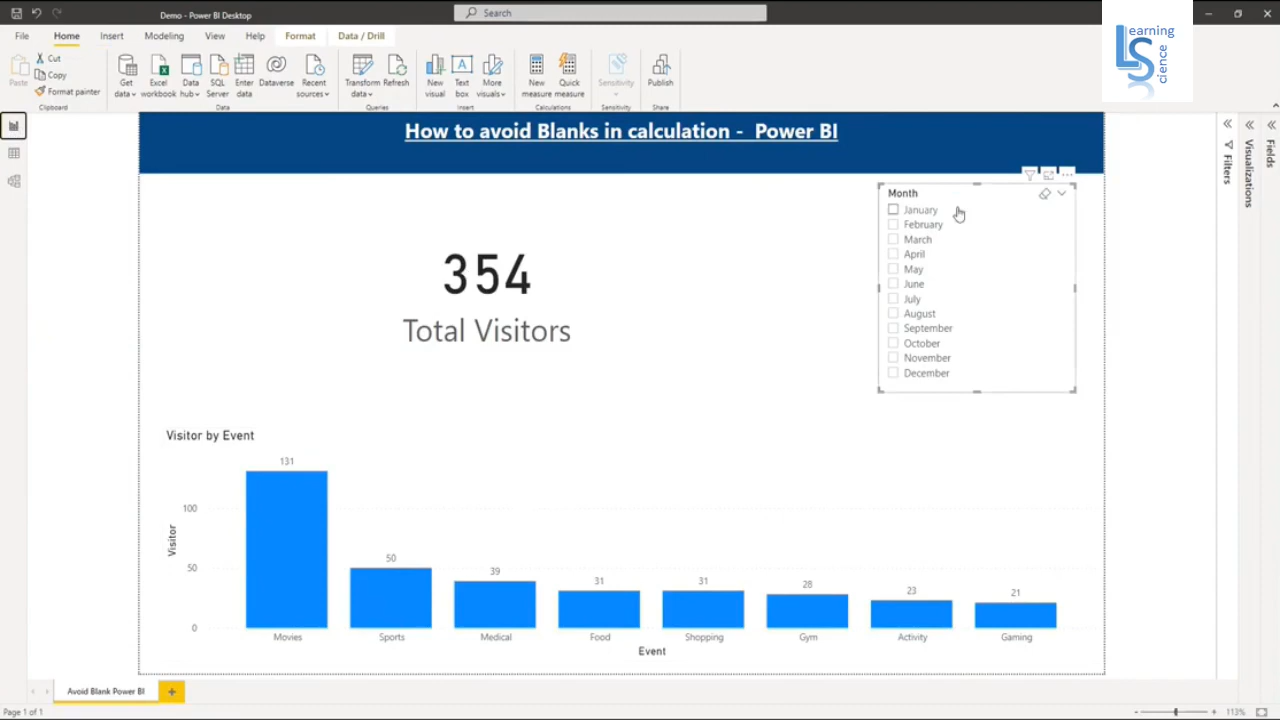 Demo - Power BI Desktop
Search
Learning
Science
File Home Insert Modeling View Help Format Data / Drill
Paste
Cut
Copy
Format painter
Get data
Excel workbook
Data hub
SQL Server
Enter data
Dataverse
Recent sources
Transform data
Refresh
New visual
Text box
More visuals
New measure
Quick measure
Sensitivity
Publish
Clipboard
Data
Queries
Insert
Calculations
Sensitivity
Share
How to avoid Blanks in calculation - Power BI
Filters
Visualizations
Fields
Month
January
February
March
April
May
June
July
August
September
October
November
December
354
Total Visitors
Visitor by Event
131
50
39
31
31
28
23
21
100
50
0
Visitor
Movies Sports Medical Food Shopping Gym Activity Gaming
Event
Avoid Blank Power BI
+
Page 1 of 1
- + 113%